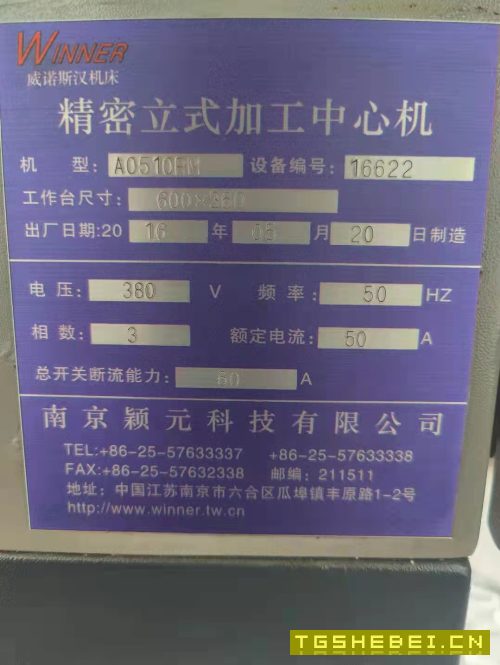 WINNER
威诺斯汉机床
精密立式加工中心机
机 型: A0510HM 设备编号: 16622
工作台尺寸: 600×360
出厂日期:20 16 年 05 月 20 日制造
电 压: 380 V 频 率: 50 HZ
相 数: 3 额定电流: 50 A
总开关断流能力: 60 A
南京颖元科技有限公司
TEL:+86-25-57633337 +86-25-57633338
FAX:+86-25-57632338 邮编: 211511
地址: 中国江苏南京市六合区瓜埠镇丰原路1-2号
http://www.winner.tw.cn
TGSHEBEI.CN